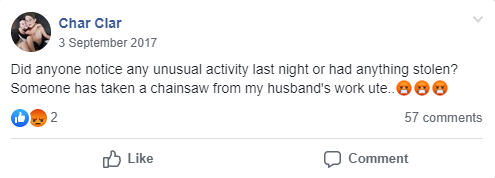 Char Clar
3 September 2017
Did anyone notice any unusual activity last night or had anything stolen?
Someone has taken a chainsaw from my husband's work ute..😡😡😡
2
57 comments
Like
Comment